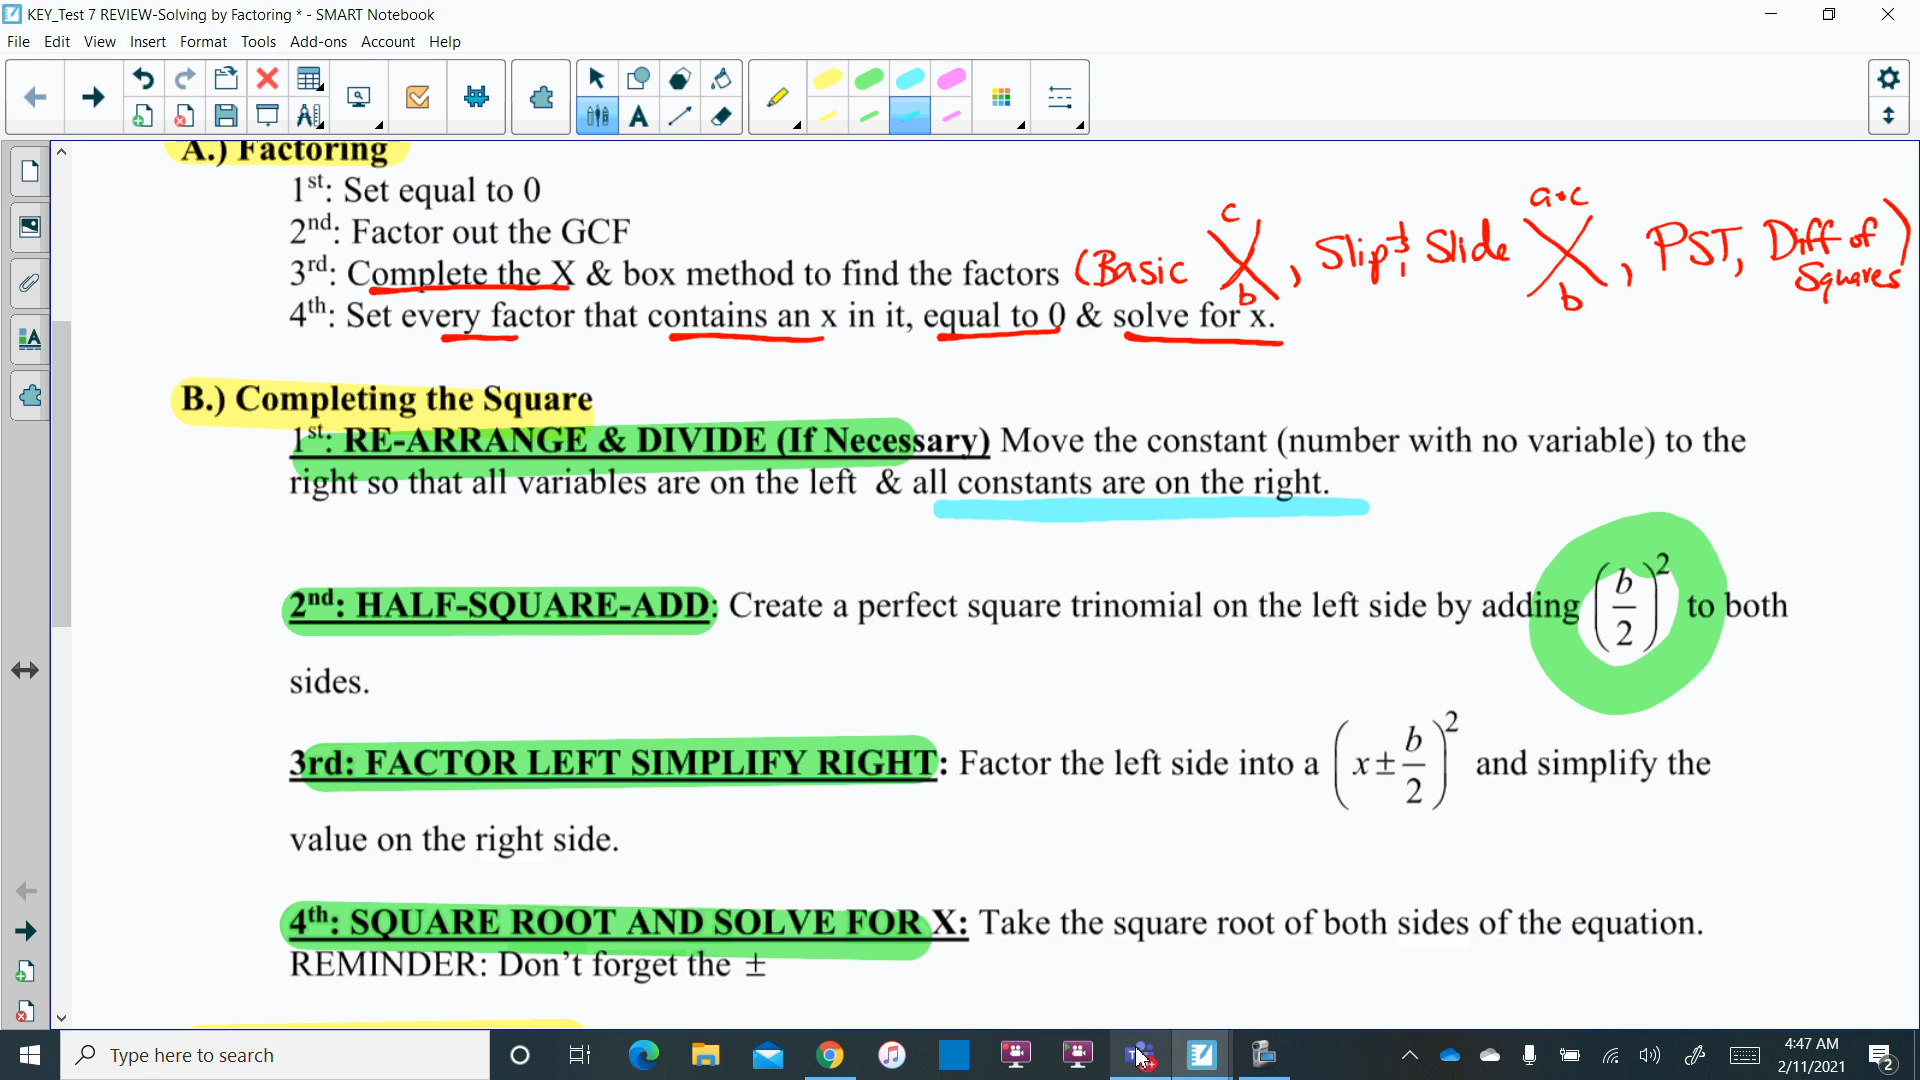 KEY_Test 7 REVIEW-Solving by Factoring * - SMART Notebook
File Edit View Insert Format Tools Add-ons Account Help
A.) Factoring
1st: Set equal to 0
2nd: Factor out the GCF
3rd: Complete the X & box method to find the factors (Basic c X b, Slip & Slide a·c X b, PST, Diff of Squares)
4th: Set every factor that contains an x in it, equal to 0 & solve for x.
B.) Completing the Square
1st: RE-ARRANGE & DIVIDE (If Necessary) Move the constant (number with no variable) to the
right so that all variables are on the left & all constants are on the right.
2nd: HALF-SQUARE-ADD: Create a perfect square trinomial on the left side by adding (b/2)² to both
sides.
3rd: FACTOR LEFT SIMPLIFY RIGHT: Factor the left side into a (x ± b/2)² and simplify the
value on the right side.
4th: SQUARE ROOT AND SOLVE FOR X: Take the square root of both sides of the equation.
REMINDER: Don't forget the ±
Type here to search
4:47 AM
2/11/2021
2